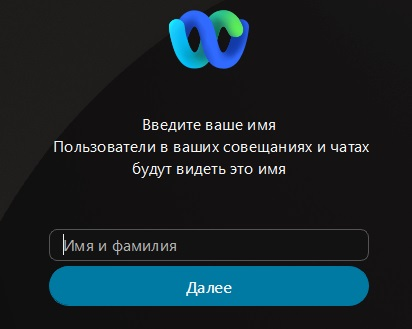 Введите ваше имя
Пользователи в ваших совещаниях и чатах
будут видеть это имя
Имя и фамилия
Далее